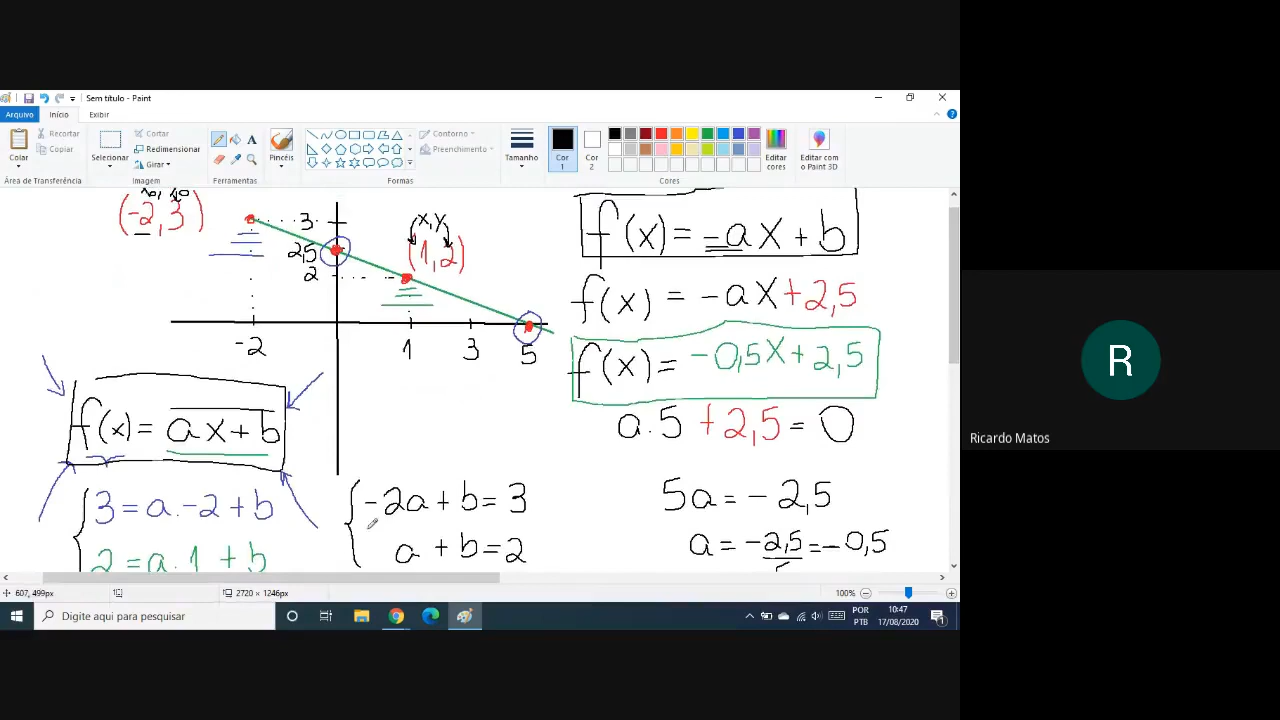 Sem título - Paint
Arquivo Início Exibir
Colar
Recortar
Copiar
Área de Transferência
Selecionar
Cortar
Redimensionar
Girar
Imagem
Ferramentas
Pincéis
Contorno
Preenchimento
Formas
Tamanho
Cor 1
Cor 2
Cores
Editar cores
Editar com o Paint 3D
(-2,3)
3
2,5
2
x,y
(1,2)
-2 1 3 5
f(x) = -ax + b
f(x) = -ax+2,5
f(x) = -0,5x+2,5
a.5 +2,5 = 0
5a = -2,5
a = -2,5 = -0,5
f(x) = ax+b
3 = a.-2 + b
2 = a.1 + b
-2a + b = 3
a + b = 2
607, 499px
2720 × 1246px
100%
Digite aqui para pesquisar
POR
PTB
10:47
17/08/2020
1
R
Ricardo Matos